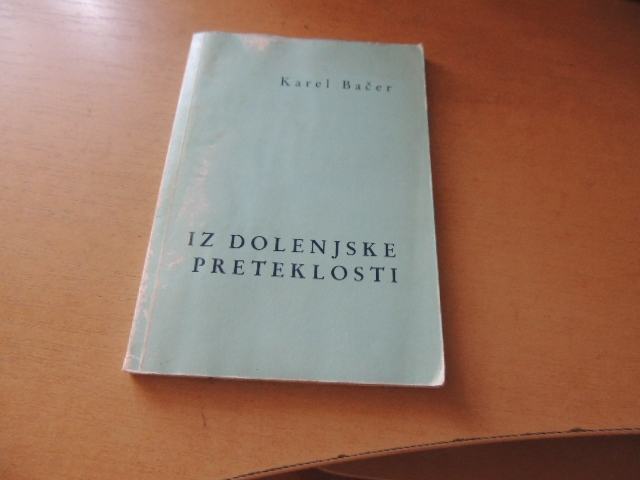 Karel Bačer
IZ DOLENJSKE
PRETEKLOSTI